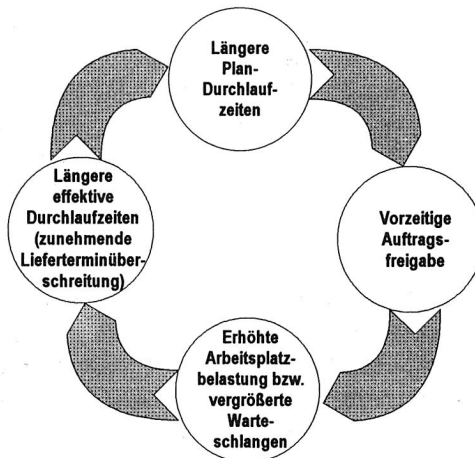 Längere
Plan-
Durchlauf-
zeiten
Vorzeitige
Auftrags-
freigabe
Erhöhte
Arbeitsplatz-
belastung bzw.
vergrößerte
Warte-
schlangen
Längere
effektive
Durchlaufzeiten
(zunehmende
Lieferterminüber-
schreitung)